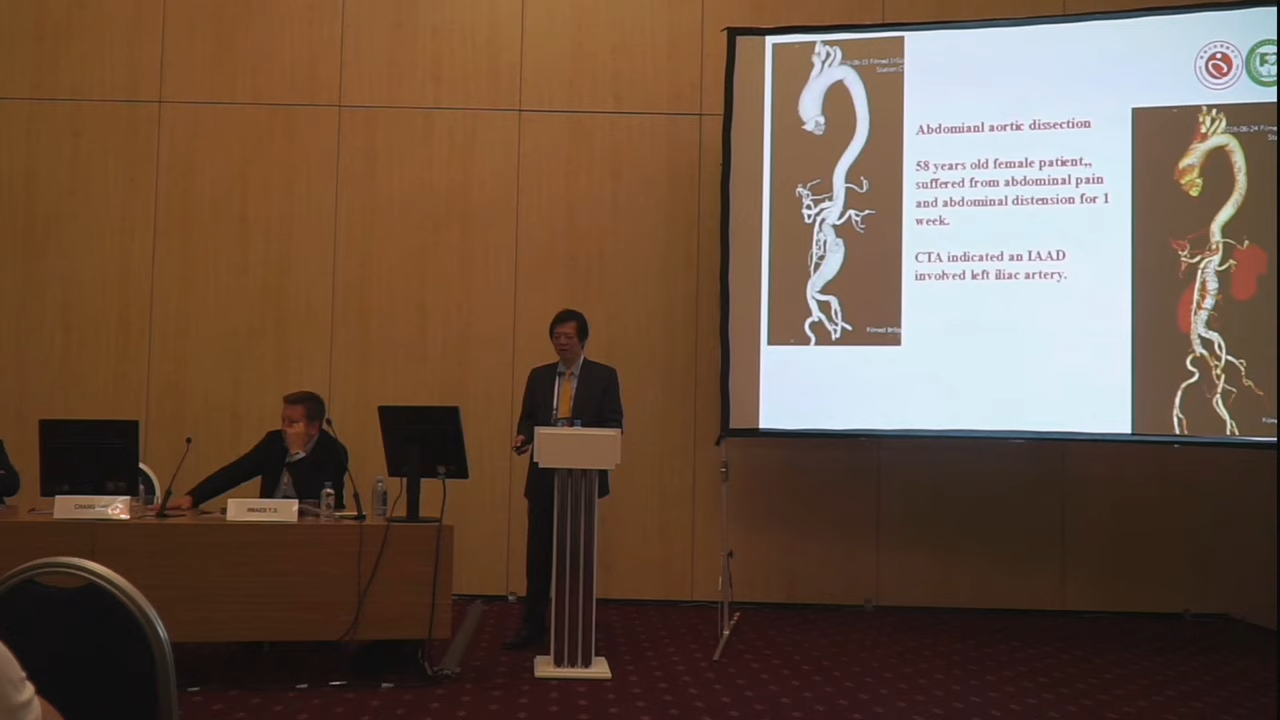 Abdomianl aortic dissection
58 years old female patient,,
suffered from abdominal pain
and abdominal distension for 1
week.
CTA indicated an IAAD
involved left iliac artery.